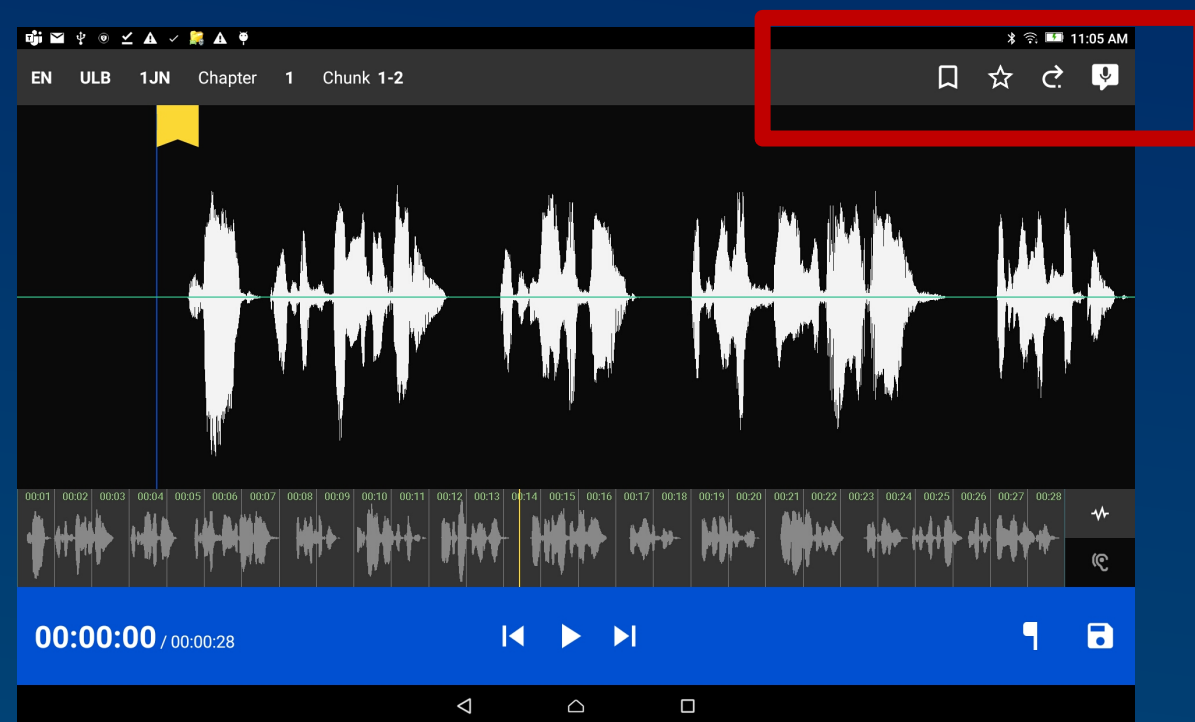 11:05 AM
EN ULB 1JN Chapter 1 Chunk 1-2
00:01 00:02 00:03 00:04 00:05 00:06 00:07 00:08 00:09 00:10 00:11 00:12 00:13 00:14 00:15 00:16 00:17 00:18 00:19 00:20 00:21 00:22 00:23 00:24 00:25 00:26 00:27 00:28
00:00:00 / 00:00:28